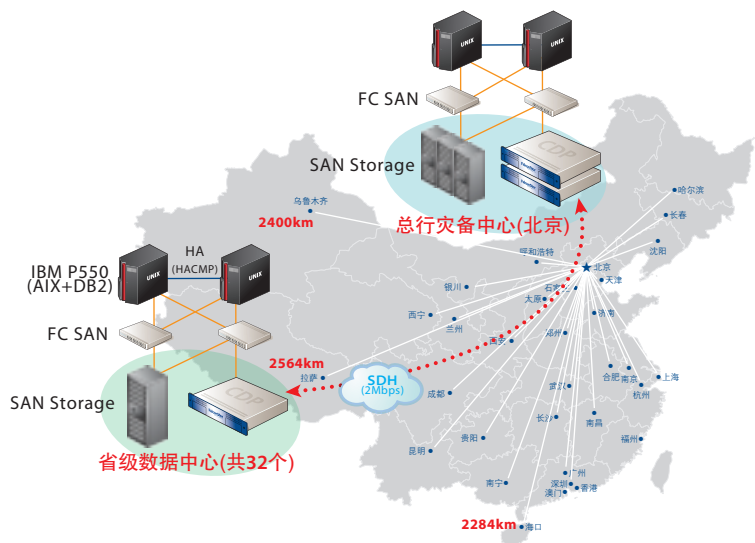 UNIX
UNIX
FC SAN
SAN Storage
CDP
总行灾备中心(北京)
乌鲁木齐
2400km
哈尔滨
长春
沈阳
呼和浩特
北京
天津
IBM P550
(AIX+DB2)
HA
(HACMP)
UNIX
UNIX
银川
太原
西宁
兰州
济南
FC SAN
郑州
西安
2564km
拉萨
SDH
(2Mbps)
SAN Storage
CDP
成都
武汉
合肥
南京
上海
杭州
长沙
南昌
省级数据中心(共32个)
昆明
贵阳
福州
南宁
广州
深圳
香港
澳门
2284km
海口